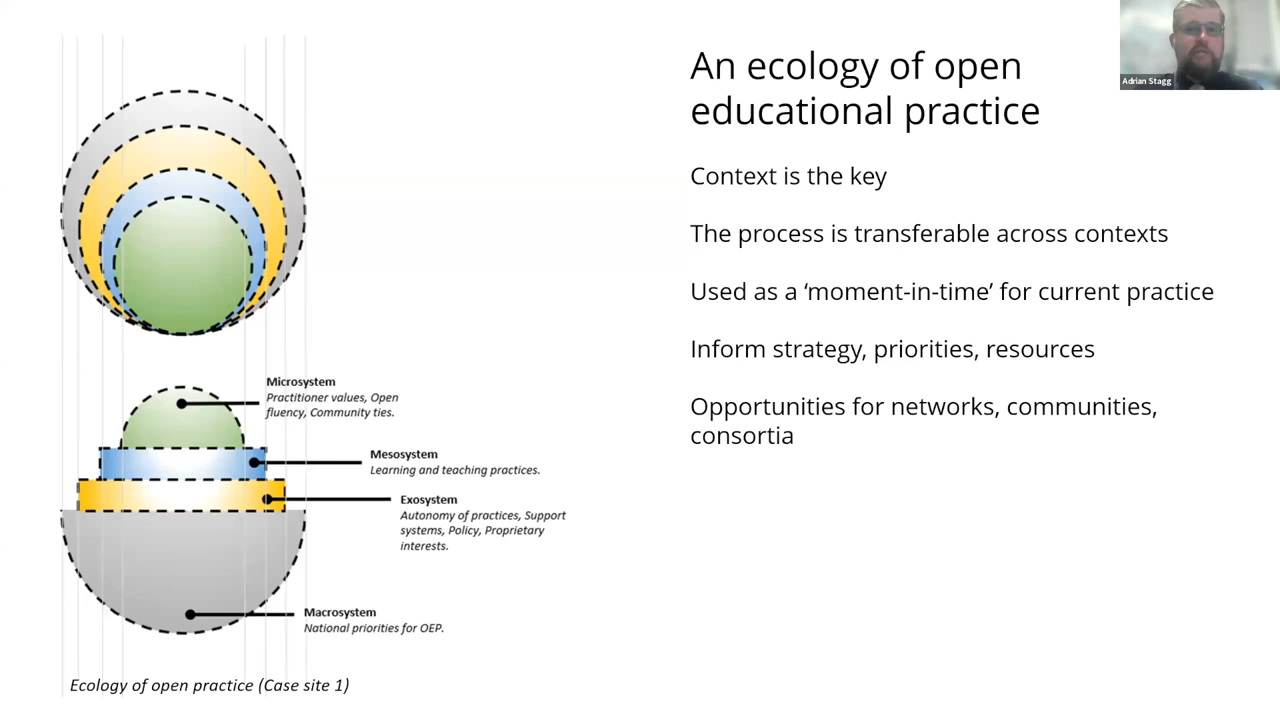 An ecology of open
educational practice
Adrian Stagg
Context is the key
The process is transferable across contexts
Used as a ‘moment-in-time’ for current practice
Inform strategy, priorities, resources
Opportunities for networks, communities,
consortia
Microsystem
Practitioner values, Open
fluency, Community ties.
Mesosystem
Learning and teaching practices.
Exosystem
Autonomy of practices, Support
systems, Policy, Proprietary
interests.
Macrosystem
National priorities for OEP.
Ecology of open practice (Case site 1)